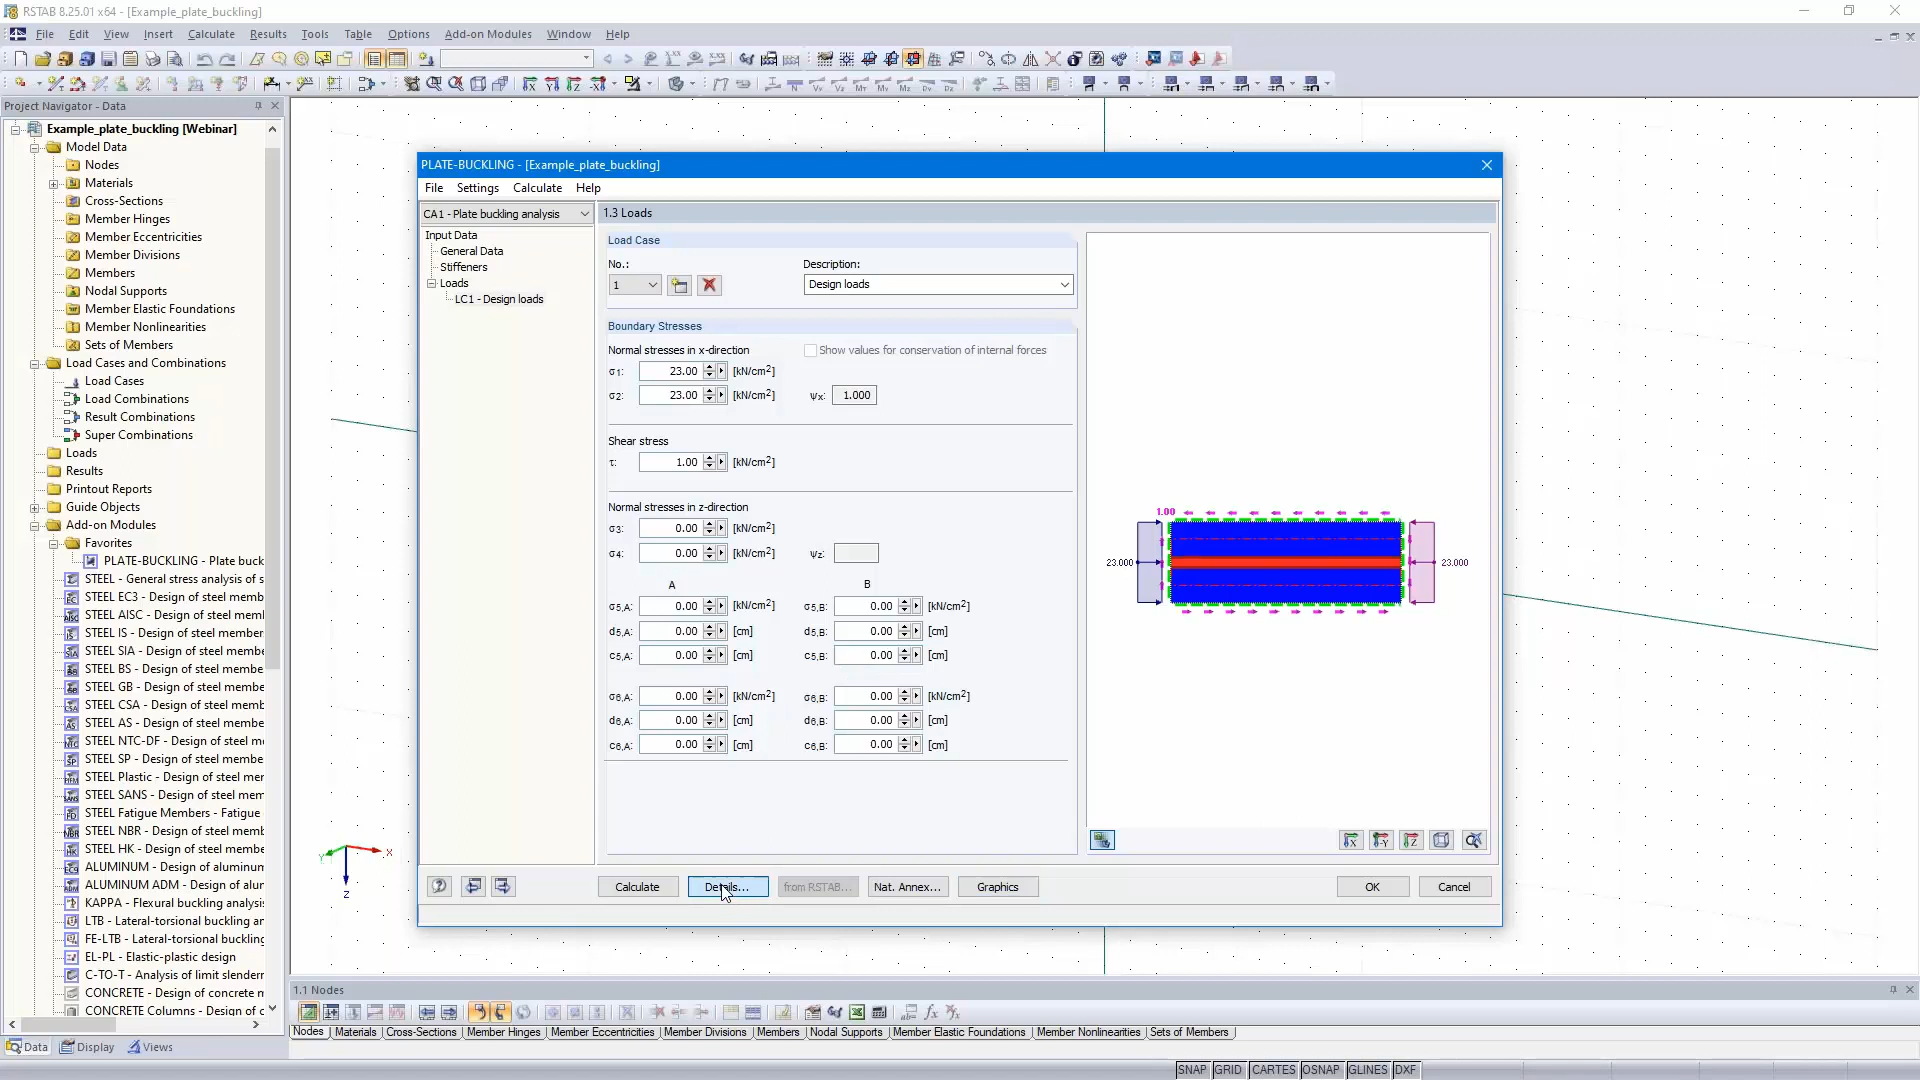 RSTAB 8.25.01 x64 - [Example_plate_buckling]
File Edit View Insert Calculate Results Tools Table Options Add-on Modules Window Help
Project Navigator - Data
Example_plate_buckling [Webinar]
Model Data
Nodes
Materials
Cross-Sections
Member Hinges
Member Eccentricities
Member Divisions
Members
Nodal Supports
Member Elastic Foundations
Member Nonlinearities
Sets of Members
Load Cases and Combinations
Load Cases
Load Combinations
Result Combinations
Super Combinations
Loads
Results
Printout Reports
Guide Objects
Add-on Modules
Favorites
PLATE-BUCKLING - Plate buck
STEEL - General stress analysis of s
STEEL EC3 - Design of steel memb
STEEL AISC - Design of steel memb
STEEL IS - Design of steel member
STEEL SIA - Design of steel membe
STEEL BS - Design of steel membe
STEEL GB - Design of steel membe
STEEL CSA - Design of steel memb
STEEL AS - Design of steel membe
STEEL NTC-DF - Design of steel me
STEEL SP - Design of steel membe
STEEL Plastic - Design of steel mer
STEEL SANS - Design of steel mem
STEEL Fatigue Members - Fatigue
STEEL NBR - Design of steel memb
STEEL HK - Design of steel membe
ALUMINUM - Design of aluminum
ALUMINUM ADM - Design of alur
KAPPA - Flexural buckling analysis
LTB - Lateral-torsional buckling ar
FE-LTB - Lateral-torsional buckling
EL-PL - Elastic-plastic design
C-TO-T - Analysis of limit slenderr
CONCRETE - Design of concrete m
CONCRETE Columns - Design of c
Data Display Views
PLATE-BUCKLING - [Example_plate_buckling]
File Settings Calculate Help
CA1 - Plate buckling analysis
Input Data
General Data
Stiffeners
Loads
LC1 - Design loads
1.3 Loads
Load Case
No.: Description:
1 Design loads
Boundary Stresses
Normal stresses in x-direction Show values for conservation of internal forces
σ1: 23.00 [kN/cm2]
σ2: 23.00 [kN/cm2] ψx: 1.000
Shear stress
τ: 1.00 [kN/cm2]
Normal stresses in z-direction
σ3: 0.00 [kN/cm2]
σ4: 0.00 [kN/cm2] ψz:
A B
σ5,A: 0.00 [kN/cm2] σ5,B: 0.00 [kN/cm2]
d5,A: 0.00 [cm] d5,B: 0.00 [cm]
c5,A: 0.00 [cm] c5,B: 0.00 [cm]
σ6,A: 0.00 [kN/cm2] σ6,B: 0.00 [kN/cm2]
d6,A: 0.00 [cm] d6,B: 0.00 [cm]
c6,A: 0.00 [cm] c6,B: 0.00 [cm]
1.00
23.000 23.000
Calculate Details... from RSTAB... Nat. Annex... Graphics OK Cancel
Y X
Z
1.1 Nodes
Nodes Materials Cross-Sections Member Hinges Member Eccentricities Member Divisions Members Nodal Supports Member Elastic Foundations Member Nonlinearities Sets of Members
SNAP GRID CARTES OSNAP GLINES DXF